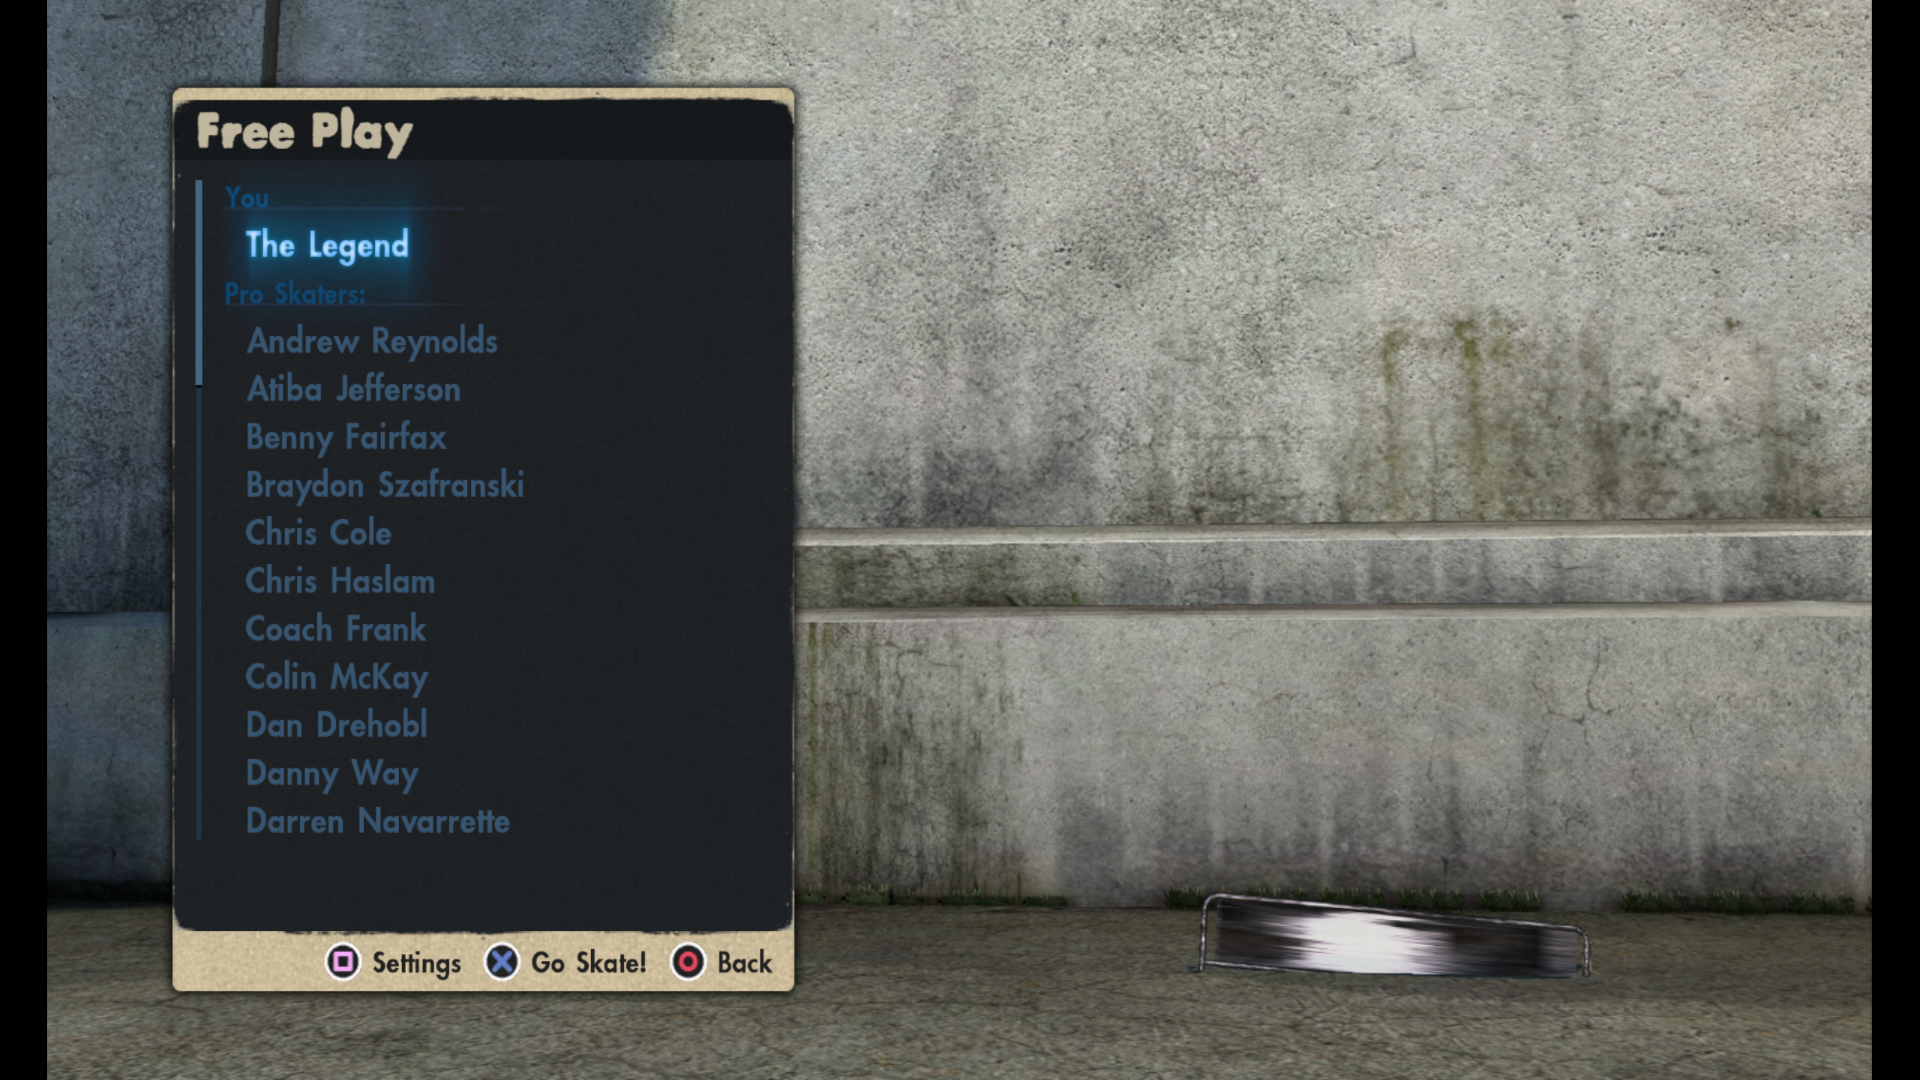 Free Play
You
The Legend
Pro Skaters:
Andrew Reynolds
Atiba Jefferson
Benny Fairfax
Braydon Szafranski
Chris Cole
Chris Haslam
Coach Frank
Colin McKay
Dan Drehobl
Danny Way
Darren Navarrette
Settings Go Skate! Back